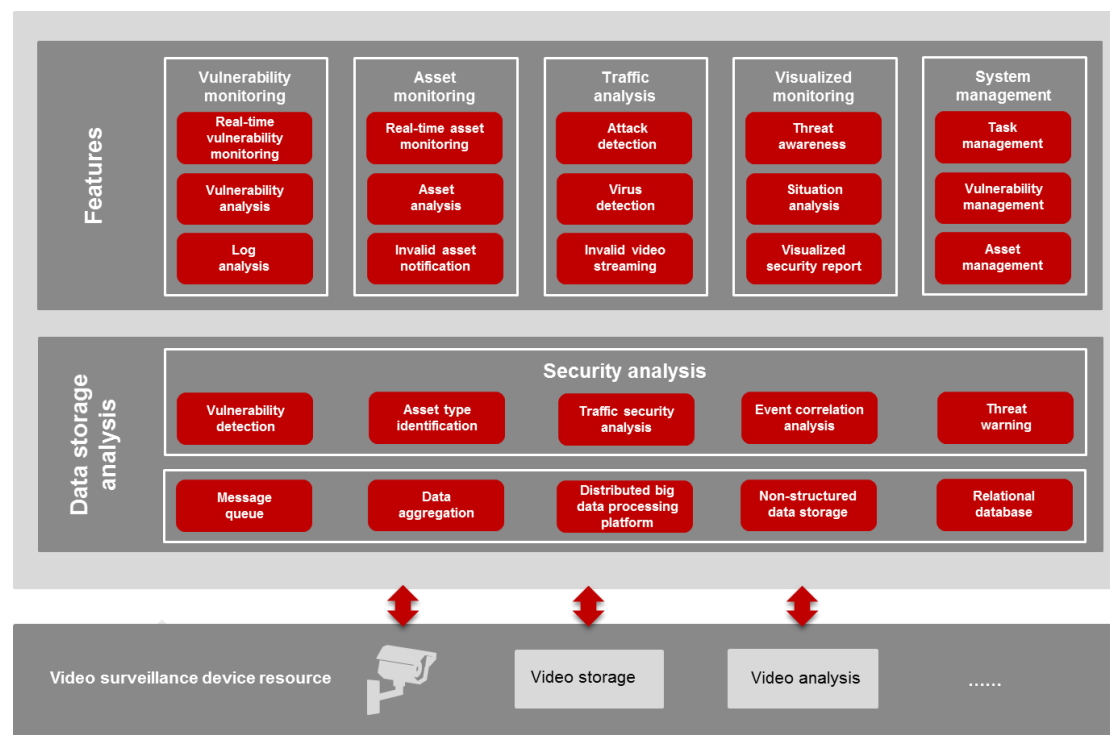 Features
Vulnerability
monitoring
Real-time
vulnerability
monitoring
Vulnerability
analysis
Log
analysis
Asset
monitoring
Real-time asset
monitoring
Asset
analysis
Invalid asset
notification
Traffic
analysis
Attack
detection
Virus
detection
Invalid video
streaming
Visualized
monitoring
Threat
awareness
Situation
analysis
Visualized
security report
System
management
Task
management
Vulnerability
management
Asset
management
Data storage
analysis
Security analysis
Vulnerability
detection
Asset type
identification
Traffic security
analysis
Event correlation
analysis
Threat
warning
Message
queue
Data
aggregation
Distributed big
data processing
platform
Non-structured
data storage
Relational
database
Video surveillance device resource
Video storage
Video analysis
......